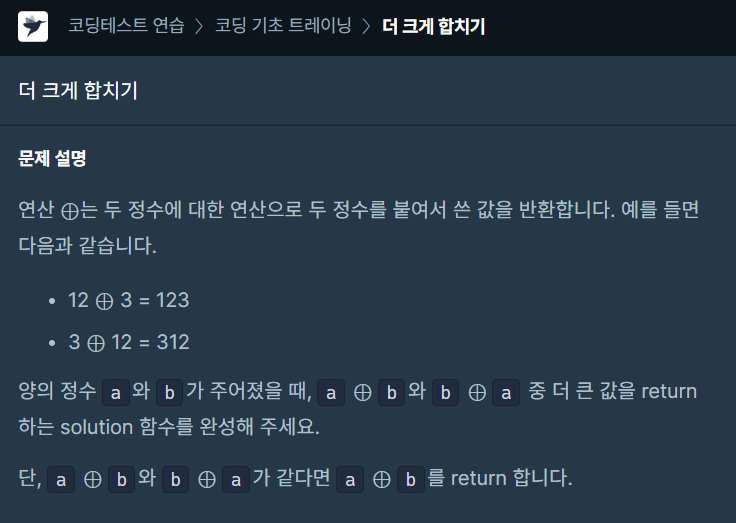 코딩테스트 연습 > 코딩 기초 트레이닝 > 더 크게 합치기
더 크게 합치기
문제 설명
연산 ⊕는 두 정수에 대한 연산으로 두 정수를 붙여서 쓴 값을 반환합니다. 예를 들면
다음과 같습니다.
• 12 ⊕ 3 = 123
• 3 ⊕ 12 = 312
양의 정수 a와 b가 주어졌을 때, a ⊕ b와 b ⊕ a 중 더 큰 값을 return
하는 solution 함수를 완성해 주세요.
단, a ⊕ b와 b ⊕ a가 같다면 a ⊕ b를 return 합니다.